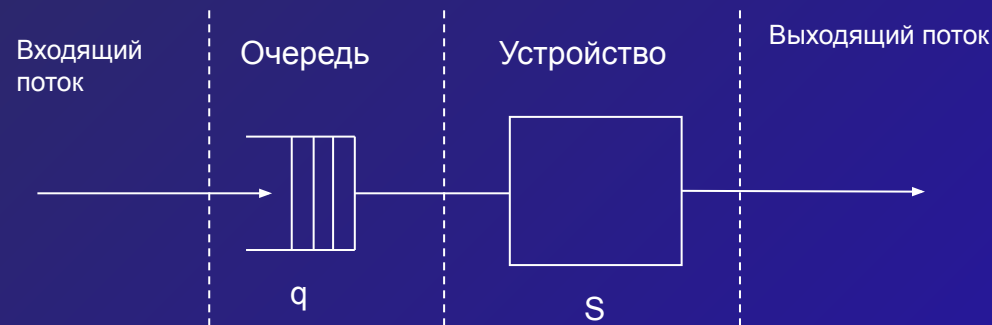 Входящий
поток
Очередь
Устройство
Выходящий поток
q
S